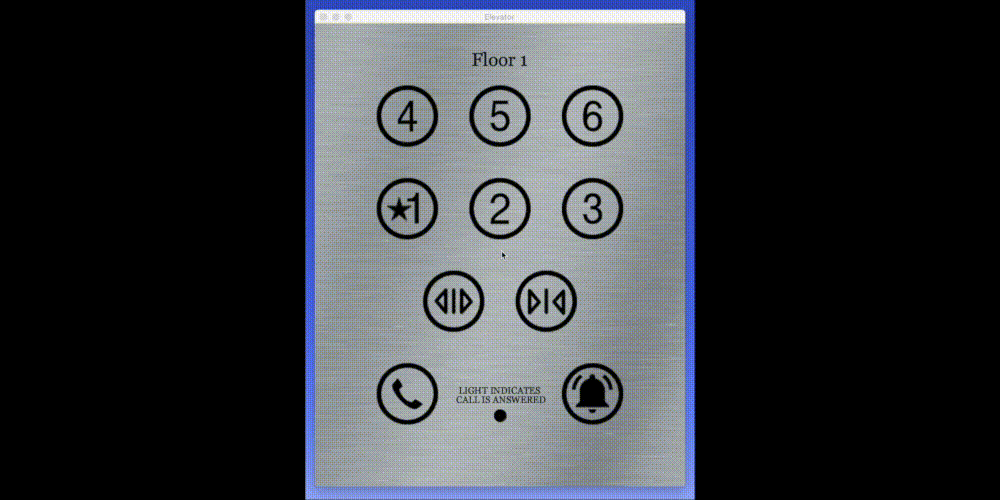 Elevator
Floor 1
4 5 6
★1 2 3
LIGHT INDICATES
CALL IS ANSWERED